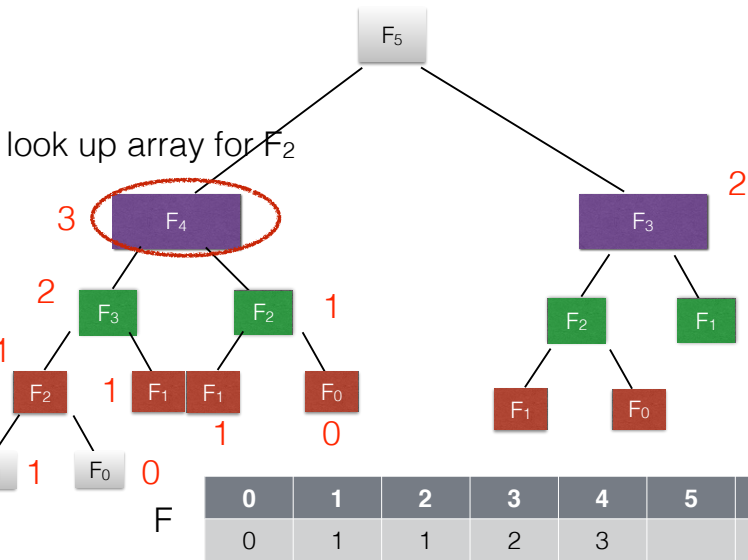 F₅
look up array for F₂
2
3 F₄ F₃
2 F₃ F₂ 1 F₂ F₁
1
F₂ 1 F₁ F₁ F₀ F₁ F₀
1 0
1 F₀ 0
0 1 2 3 4 5
F 0 1 1 2 3